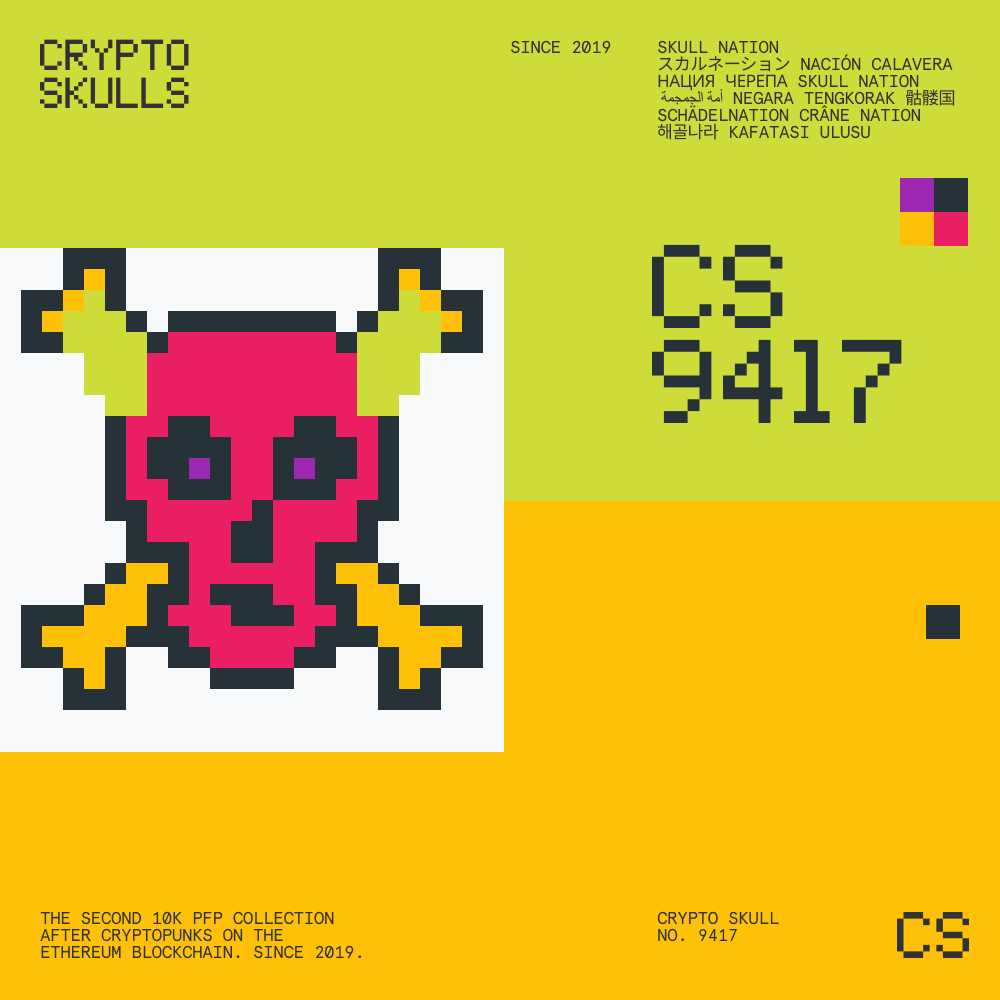 CRYPTO
SKULLS
SINCE 2019
SKULL NATION
スカルネーション NACIÓN CALAVERA
НАЦИЯ ЧЕРЕПА SKULL NATION
أمة الجمجمة NEGARA TENGKORAK 骷髅国
SCHÄDELNATION CRÂNE NATION
해골나라 KAFATASI ULUSU
CS
9417
THE SECOND 10K PFP COLLECTION
AFTER CRYPTOPUNKS ON THE
ETHEREUM BLOCKCHAIN. SINCE 2019.
CRYPTO SKULL
NO. 9417
CS